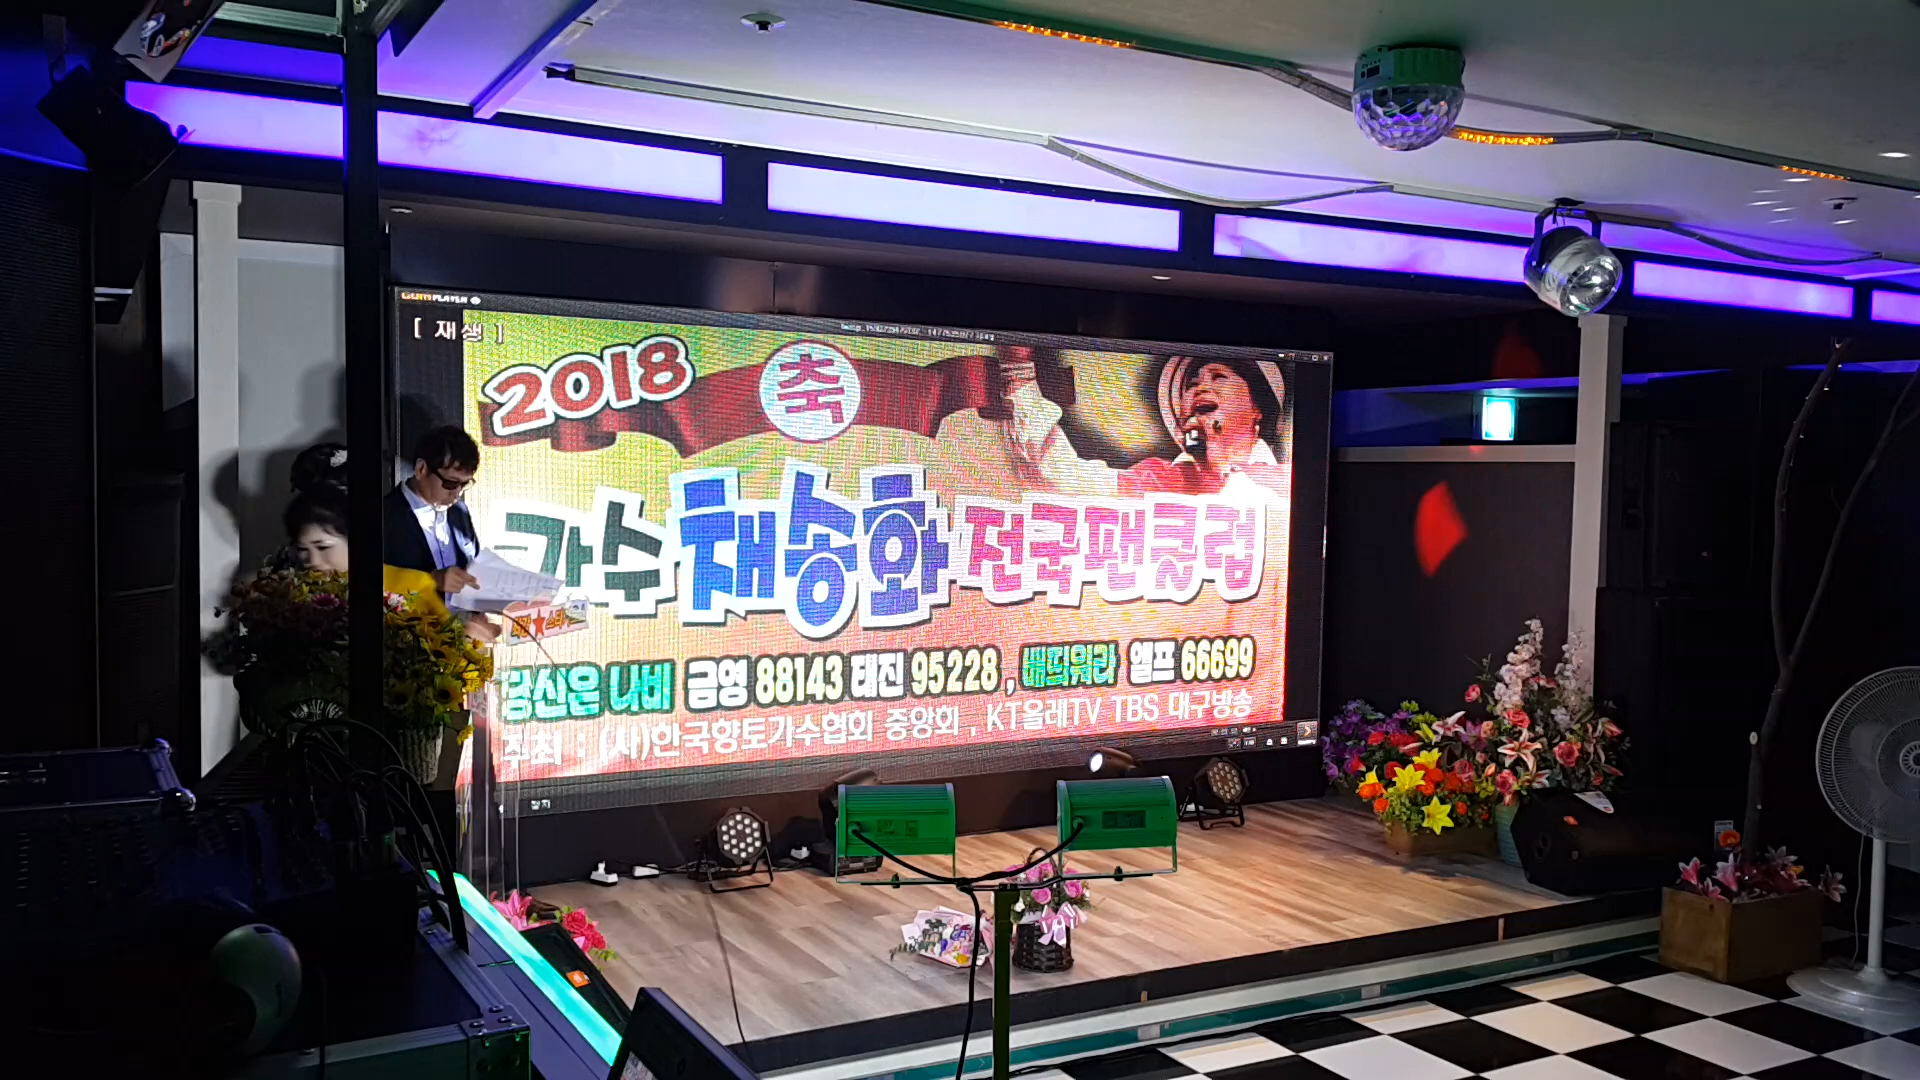 GOM PLAYER
[ 재생 ]
2018
축
가수 채송화 전국팬클럽
당신은 나비 금영 88143 태진 95228 , 배띄워라 엘프 66699
주최 : (사)한국향토가수협회 중앙회 , KT올레TV TBS 대구방송